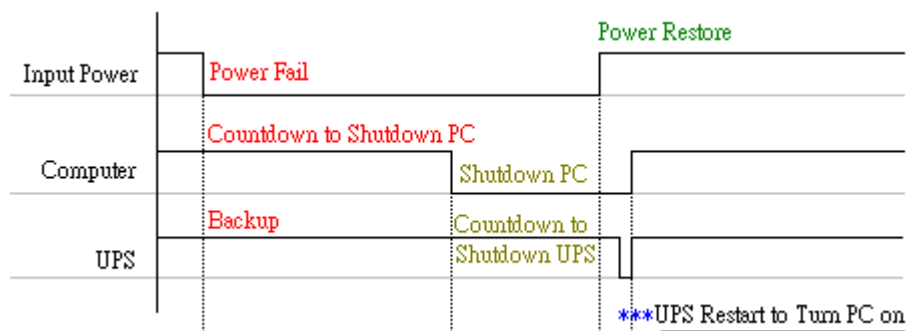 Power Restore
Input Power
Power Fail
Countdown to Shutdown PC
Computer
Shutdown PC
Backup
Countdown to
Shutdown UPS
UPS
***UPS Restart to Turn PC on